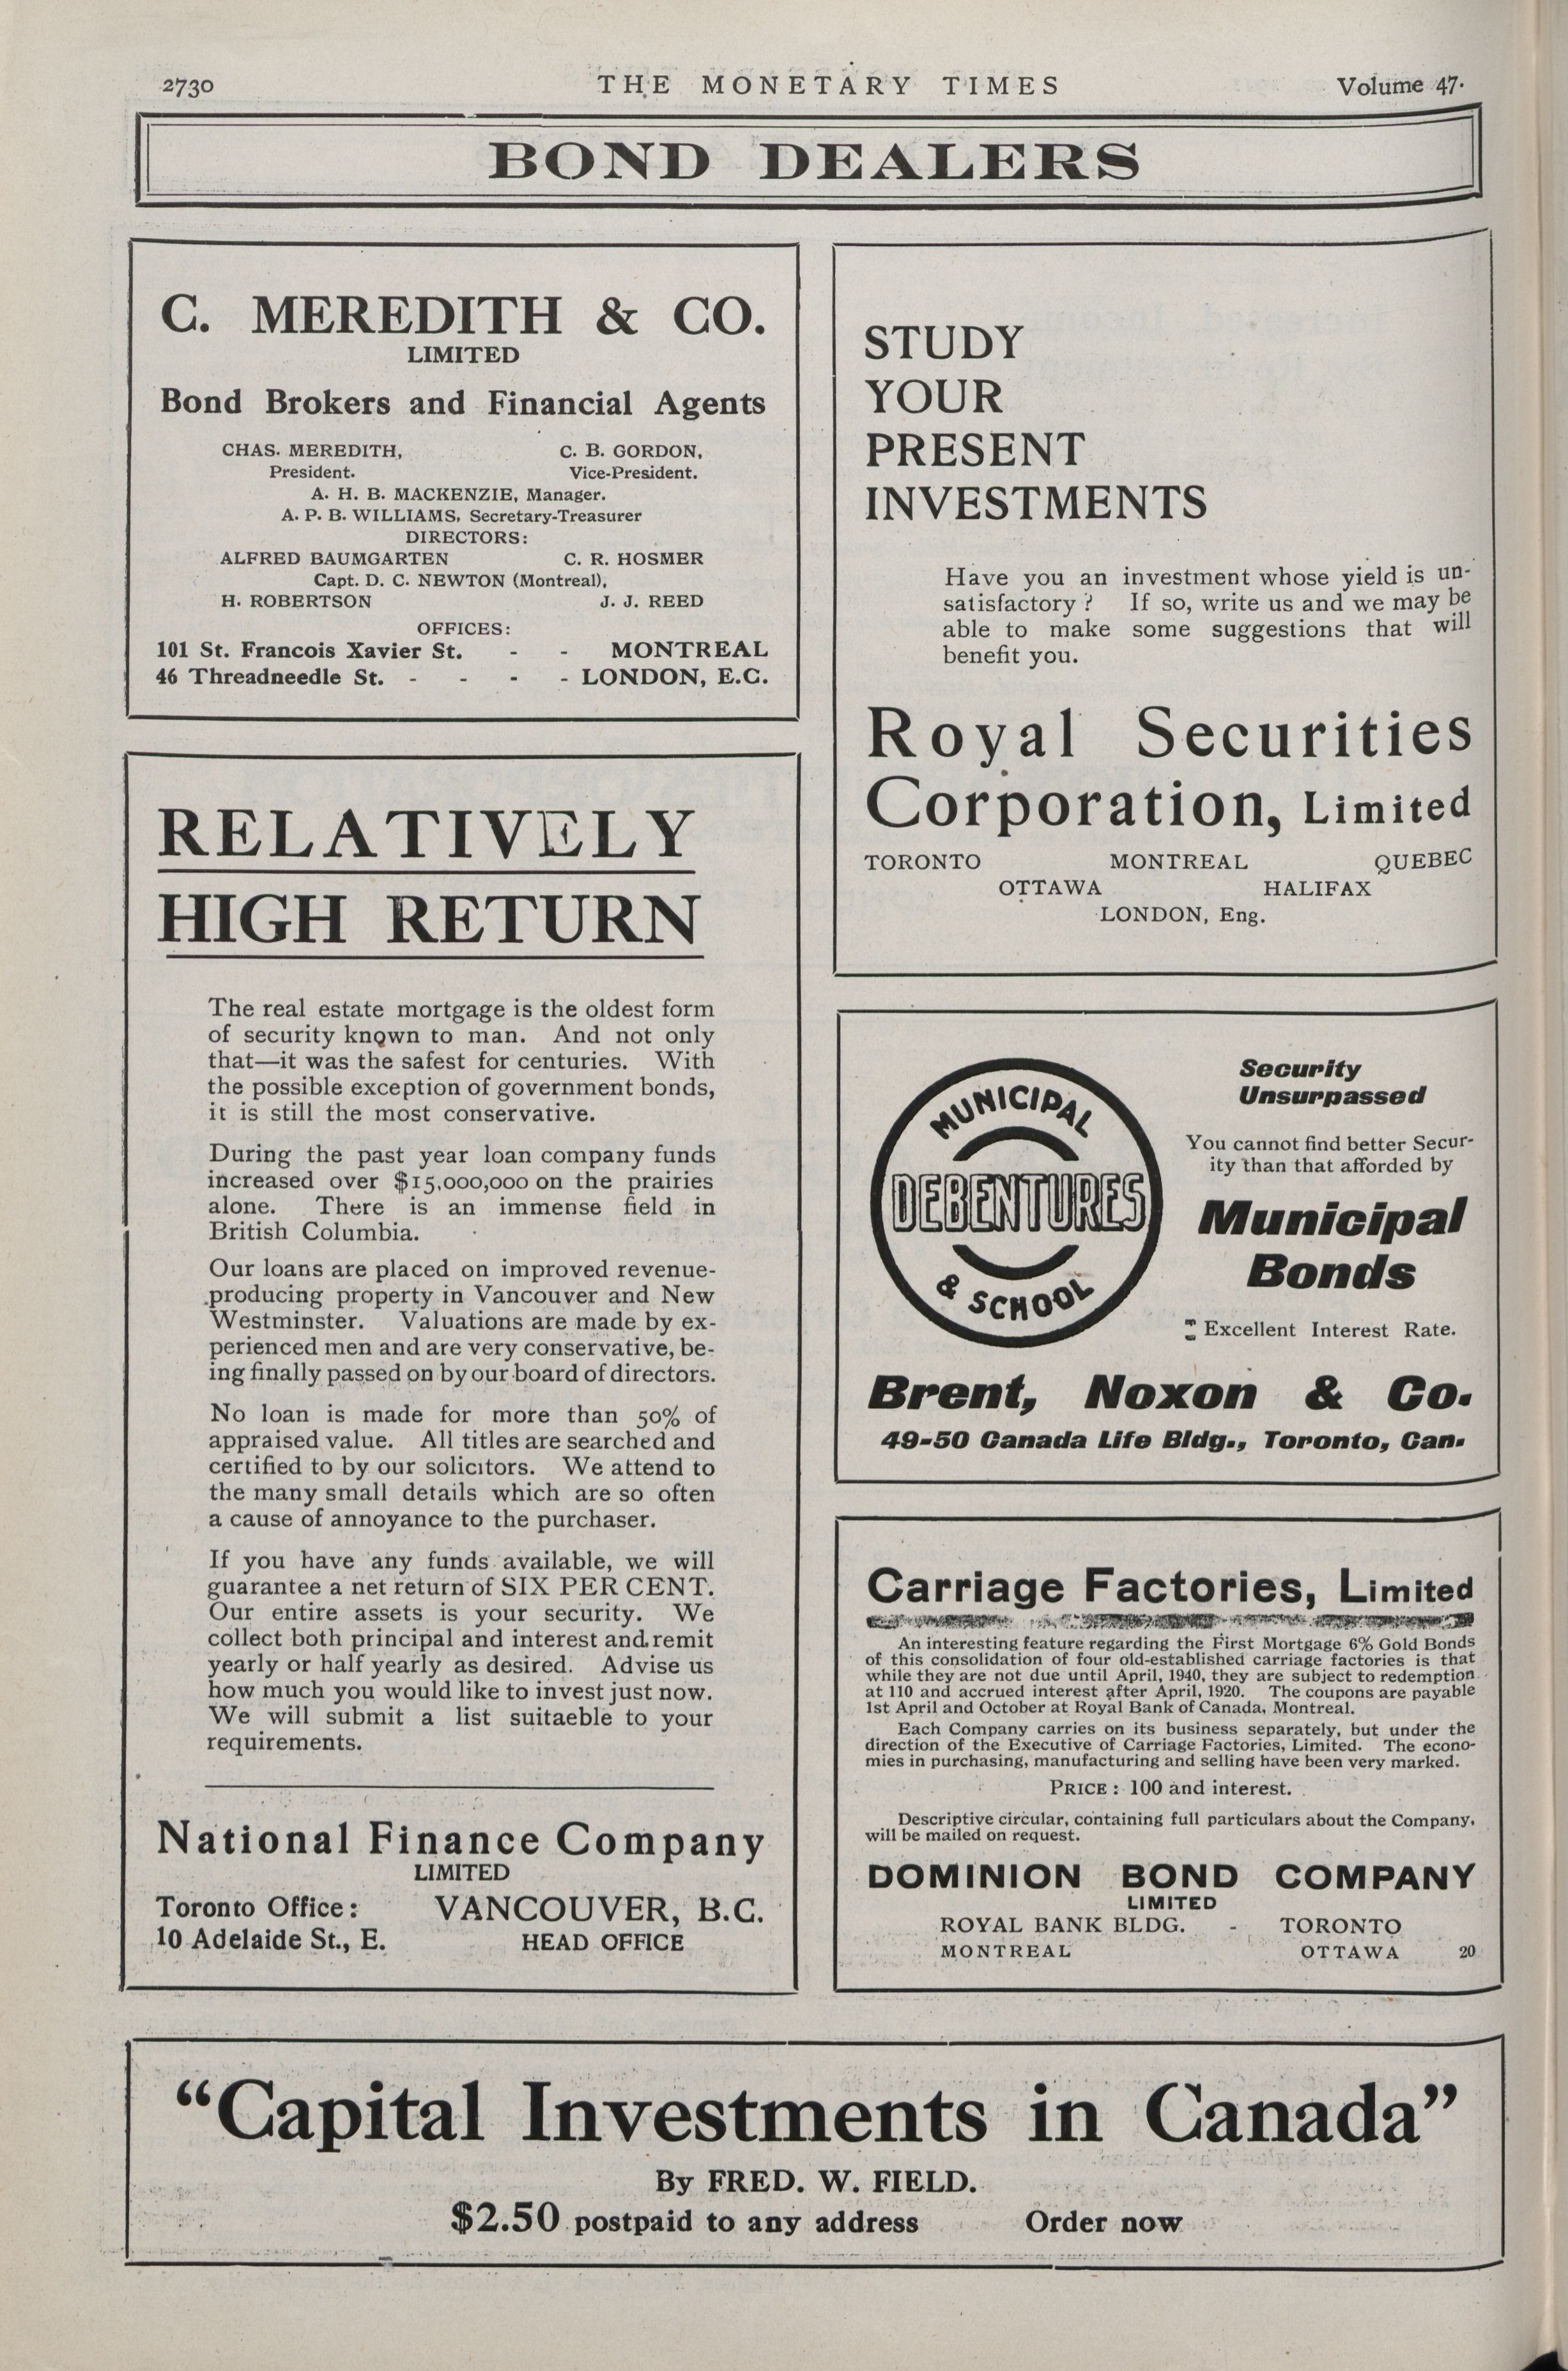 2730
THE MONETARY TIMES
Volume 47.
BOND DEALERS
C. MEREDITH & CO.
LIMITED
Bond Brokers and Financial Agents
CHAS. MEREDITH, C. B. GORDON,
President. Vice-President.
A. H. B. MACKENZIE, Manager.
A. P. B. WILLIAMS, Secretary-Treasurer
DIRECTORS:
ALFRED BAUMGARTEN C. R. HOSMER
Capt. D. C. NEWTON (Montreal),
H. ROBERTSON J. J. REED
OFFICES:
101 St. Francois Xavier St. - - MONTREAL
46 Threadneedle St. - - - - LONDON, E.C.
RELATIVELY
HIGH RETURN
The real estate mortgage is the oldest form
of security known to man. And not only
that—it was the safest for centuries. With
the possible exception of government bonds,
it is still the most conservative.
During the past year loan company funds
increased over $15,000,000 on the prairies
alone. There is an immense field in
British Columbia.
Our loans are placed on improved revenue-
producing property in Vancouver and New
Westminster. Valuations are made by ex-
perienced men and are very conservative, be-
ing finally passed on by our board of directors.
No loan is made for more than 50% of
appraised value. All titles are searched and
certified to by our solicitors. We attend to
the many small details which are so often
a cause of annoyance to the purchaser.
If you have any funds available, we will
guarantee a net return of SIX PER CENT.
Our entire assets is your security. We
collect both principal and interest and remit
yearly or half yearly as desired. Advise us
how much you would like to invest just now.
We will submit a list suitaeble to your
requirements.
National Finance Company
LIMITED
Toronto Office: VANCOUVER, B.C.
10 Adelaide St., E. HEAD OFFICE
STUDY
YOUR
PRESENT
INVESTMENTS
Have you an investment whose yield is un-
satisfactory? If so, write us and we may be
able to make some suggestions that will
benefit you.
Royal Securities
Corporation, Limited
TORONTO MONTREAL QUEBEC
OTTAWA HALIFAX
LONDON, Eng.
MUNICIPAL
DEBENTURES
& SCHOOL
Security
Unsurpassed
You cannot find better Secur-
ity than that afforded by
Municipal
Bonds
Excellent Interest Rate.
Brent, Noxon & Co.
49-50 Canada Life Bldg., Toronto, Can.
Carriage Factories, Limited
An interesting feature regarding the First Mortgage 6% Gold Bonds
of this consolidation of four old-established carriage factories is that
while they are not due until April, 1940, they are subject to redemption
at 110 and accrued interest after April, 1920. The coupons are payable
1st April and October at Royal Bank of Canada, Montreal.
Each Company carries on its business separately, but under the
direction of the Executive of Carriage Factories, Limited. The econo-
mies in purchasing, manufacturing and selling have been very marked.
PRICE: 100 and interest.
Descriptive circular, containing full particulars about the Company,
will be mailed on request.
DOMINION BOND COMPANY
LIMITED
ROYAL BANK BLDG. - TORONTO
MONTREAL OTTAWA 20
"Capital Investments in Canada"
By FRED. W. FIELD.
$2.50 postpaid to any address Order now